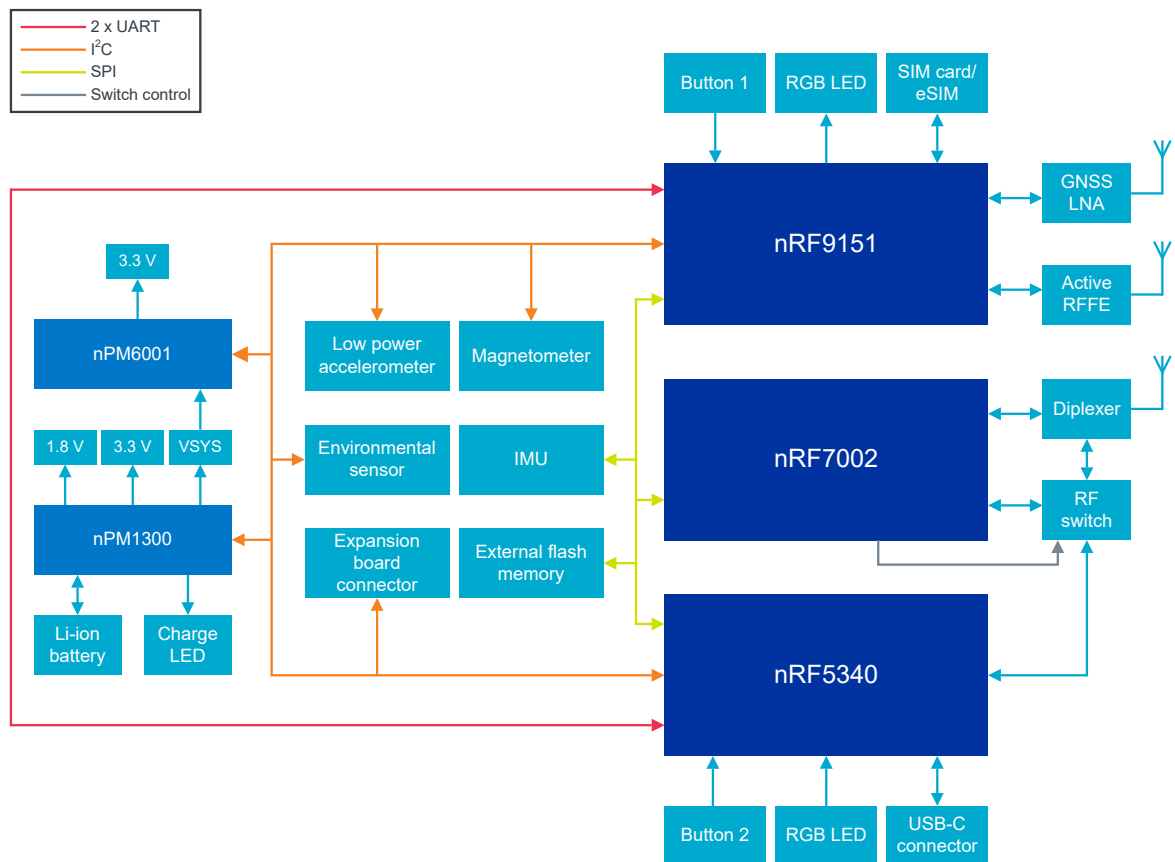 2 x UART
I²C
SPI
Switch control
Button 1
RGB LED
SIM card/
eSIM
nRF9151
GNSS
LNA
Active
RFFE
3.3 V
nPM6001
Low power
accelerometer
Magnetometer
1.8 V
3.3 V
VSYS
Environmental
sensor
IMU
nRF7002
Diplexer
RF
switch
nPM1300
Expansion
board
connector
External flash
memory
Li-ion
battery
Charge
LED
nRF5340
Button 2
RGB LED
USB-C
connector